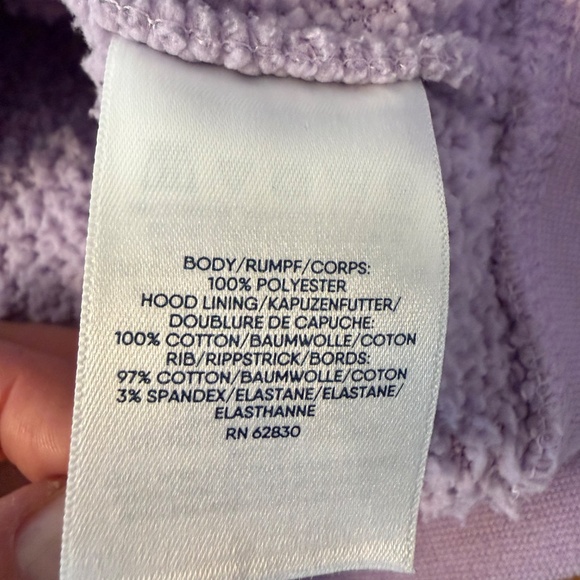 BODY/RUMPF/CORPS:
100% POLYESTER
HOOD LINING/KAPUZENFUTTER/
DOUBLURE DE CAPUCHE:
100% COTTON/BAUMWOLLE/COTON
RIB/RIPPSTRICK/BORDS:
97% COTTON/BAUMWOLLE/COTON
3% SPANDEX/ELASTANE/ELASTANE/
ELASTHANNE
RN 62830